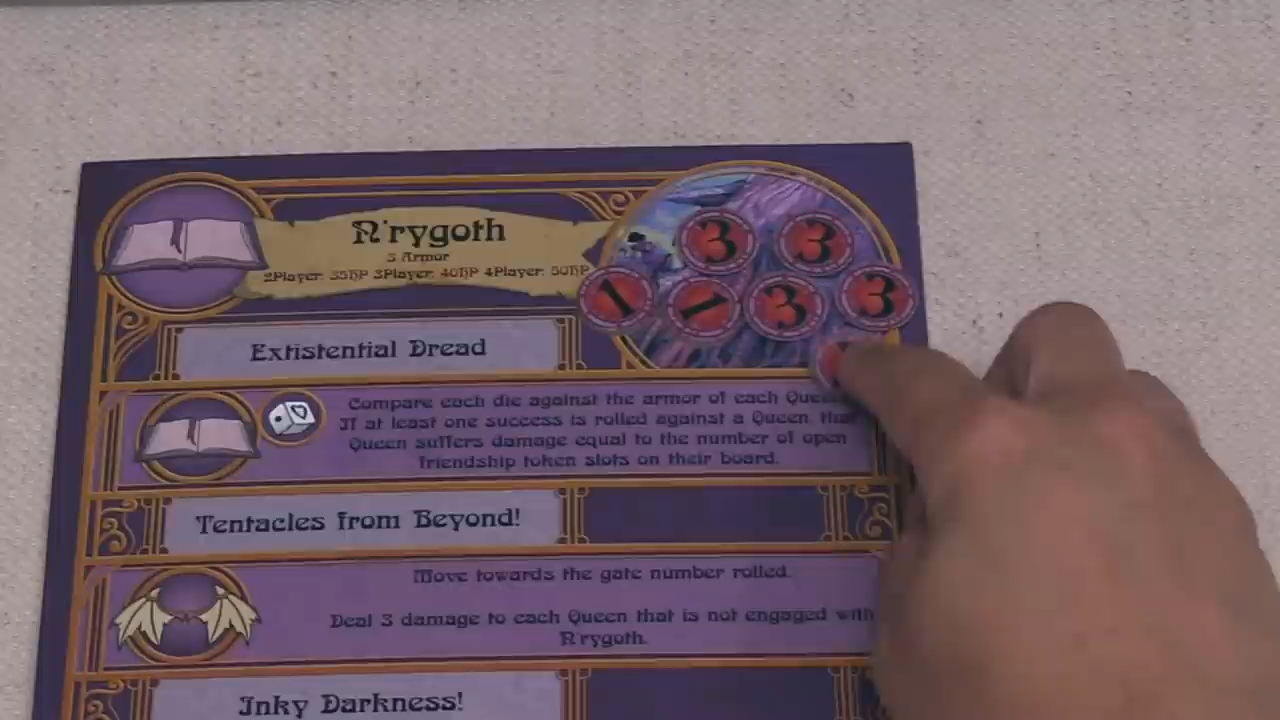 N'rygoth
3 Armor
2Player: 35HP 3Player: 40HP 4Player: 50HP
3 3
1 1 3 3
Extistential Dread
Compare each die against the armor of each
If at least one success is rolled against a Queen, that
Queen suffers damage equal to the number of open
friendship token slots on their board.
Tentacles from Beyond!
Move towards the gate number rolled.
Deal 3 damage to each Queen that is not engaged with
N'rygoth.
Inky Darkness!